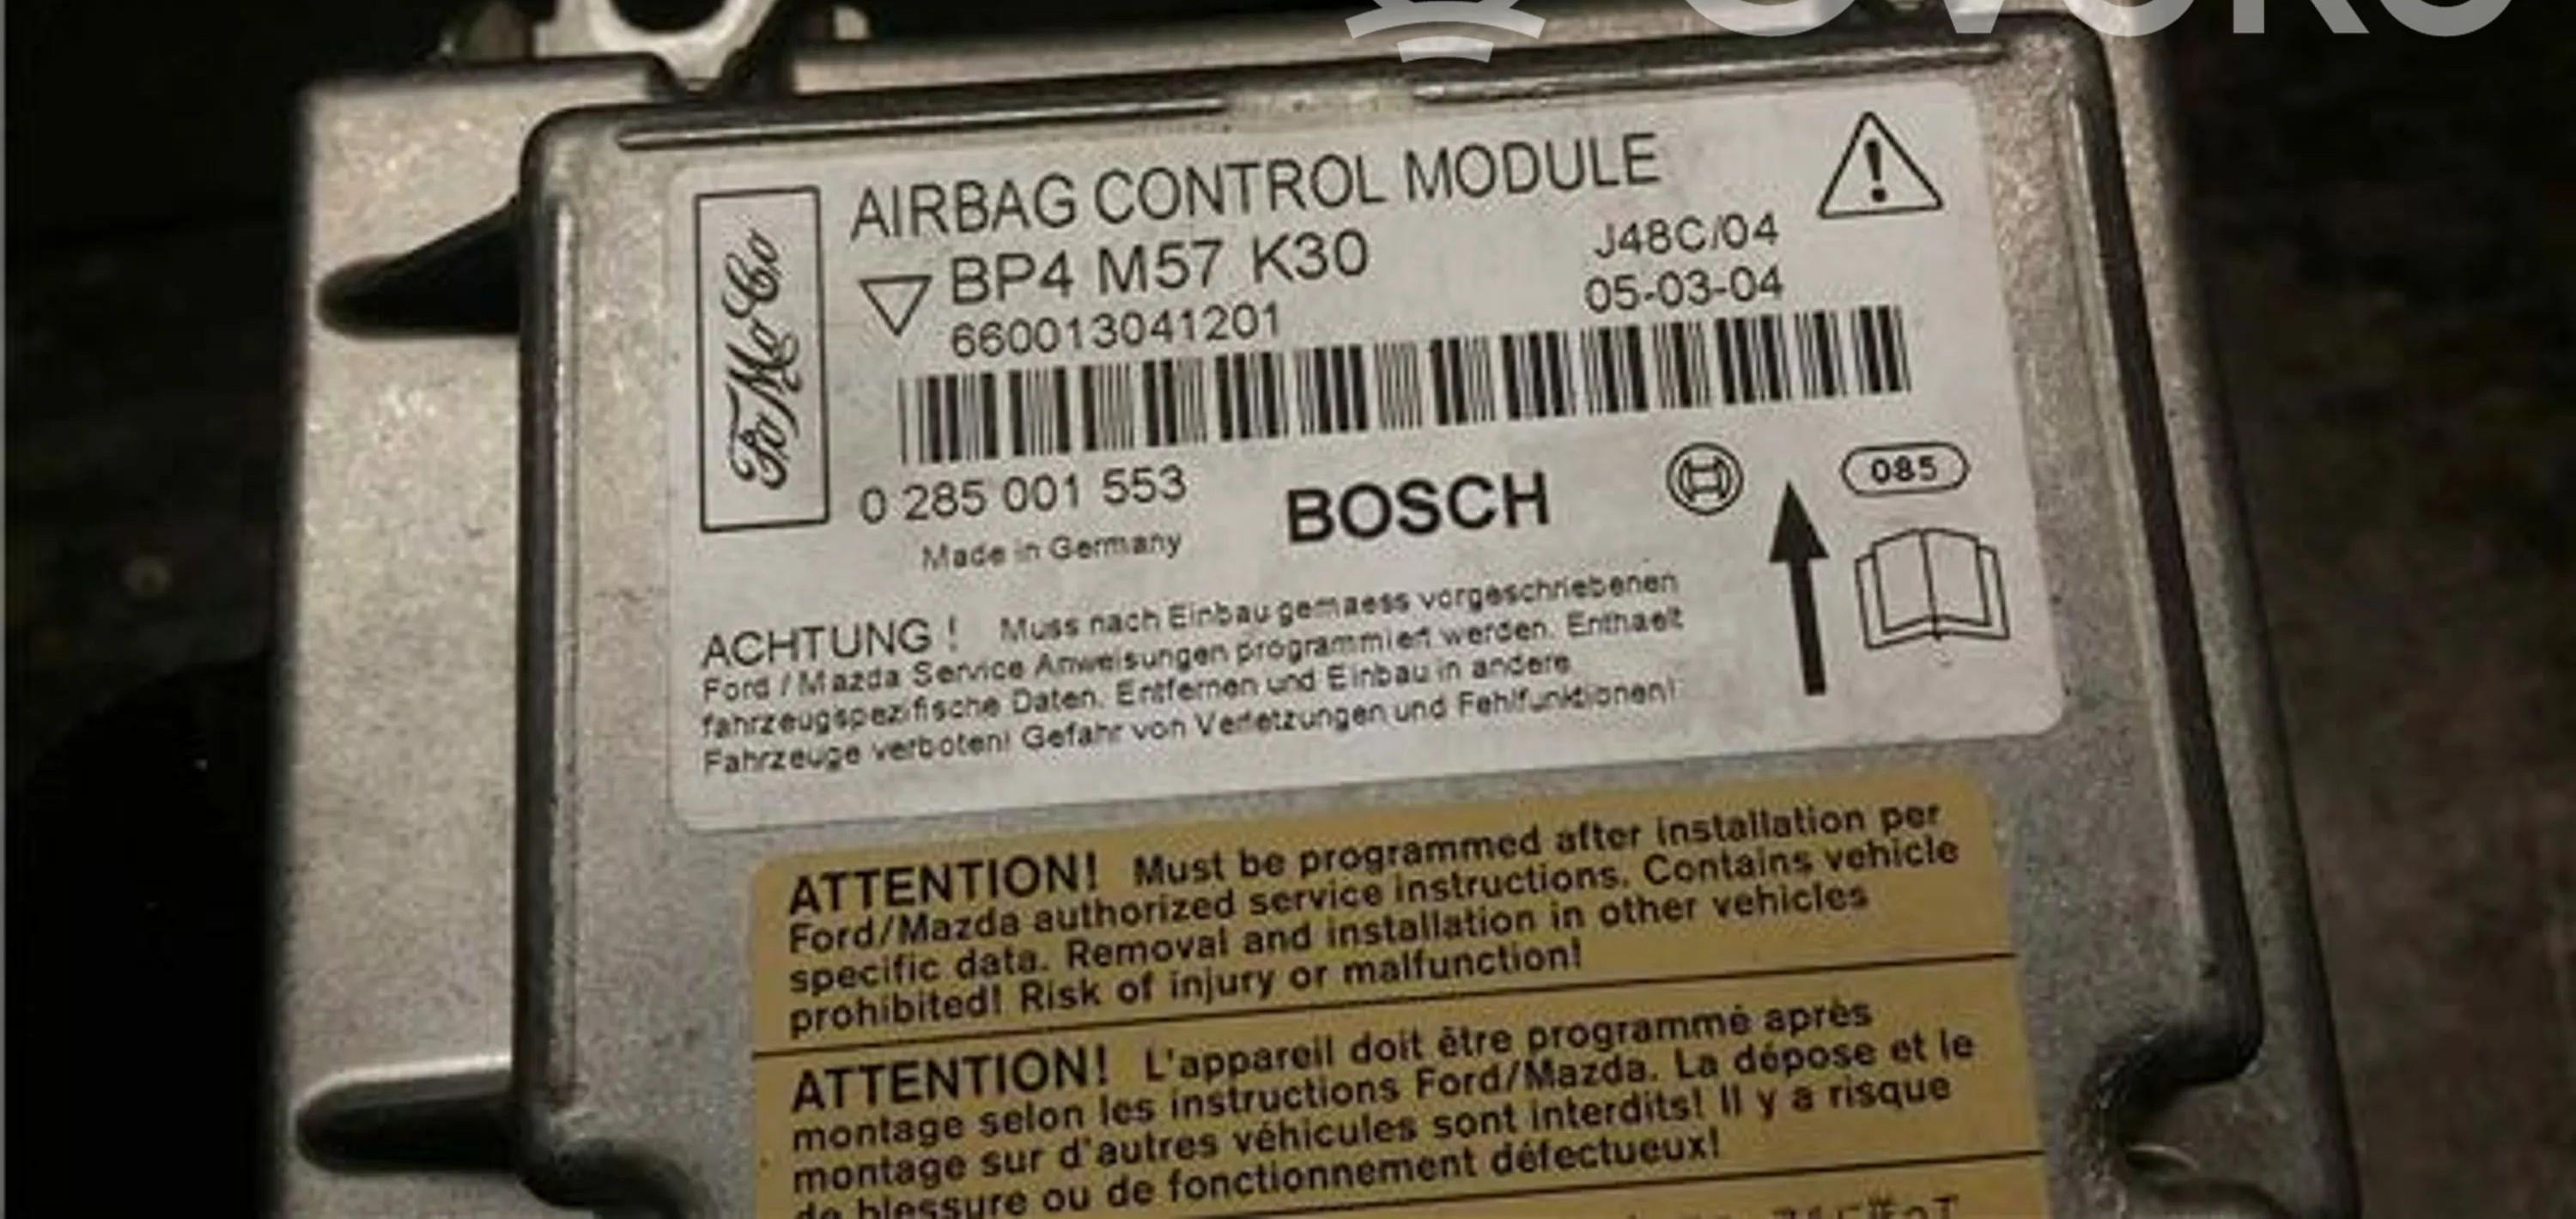 AIRBAG CONTROL MODULE
BP4 M57 K30
J48C/04
660013041201
05-03-04
FoMoCo
0 285 001 553
BOSCH
085
Made in Germany
ACHTUNG ! Muss nach Einbau gemaess vorgeschriebenen
Ford / Mazda Service Anweisungen programmiert werden. Enthaelt
fahrzeugspezifische Daten. Entfernen und Einbau in andere
Fahrzeuge verboten! Gefahr von Verletzungen und Fehlfunktionen!
ATTENTION! Must be programmed after installation per
Ford/Mazda authorized service instructions. Contains vehicle
specific data. Removal and installation in other vehicles
prohibited! Risk of injury or malfunction!
ATTENTION! L'appareil doit être programmé après
montage selon les instructions Ford/Mazda. La dépose et le
montage sur d'autres véhicules sont interdits! Il y a risque
de blessure ou de fonctionnement défectueux!